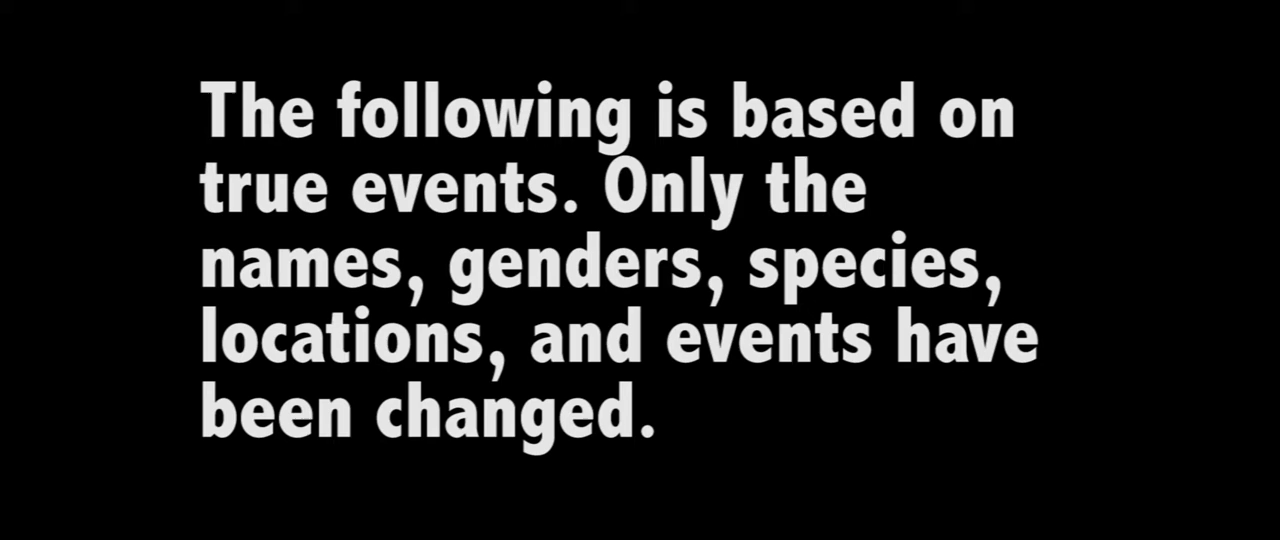 The following is based on
true events. Only the
names, genders, species,
locations, and events have
been changed.